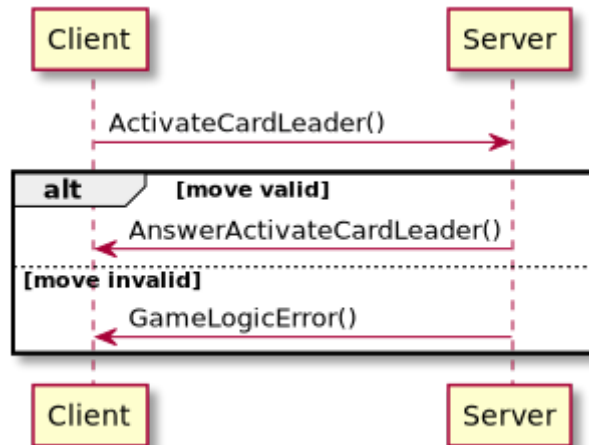 Client Server
ActivateCardLeader()
alt [move valid]
AnswerActivateCardLeader()
[move invalid]
GameLogicError()
Client Server